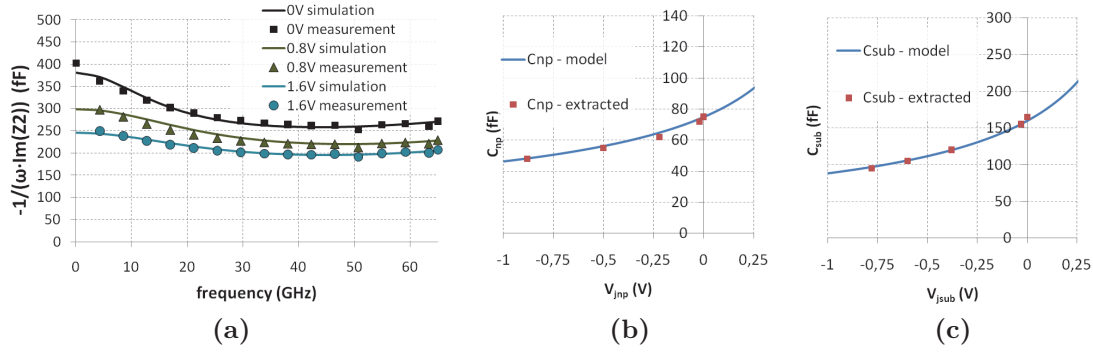 500
450
400
350
300
250
200
150
100
50
0
-1/(ω·Im(Z2)) (fF)
0V simulation
0V measurement
0.8V simulation
0.8V measurement
1.6V simulation
1.6V measurement
0 10 20 30 40 50 60
frequency (GHz)
(a)
140
120
100
80
60
40
20
0
Cnp (fF)
Cnp - model
Cnp - extracted
-1 -0,75 -0,5 -0,25 0 0,25
Vjnp (V)
(b)
300
250
200
150
100
50
0
Csub (fF)
Csub - model
Csub - extracted
-1 -0,75 -0,5 -0,25 0 0,25
Vjsub (V)
(c)